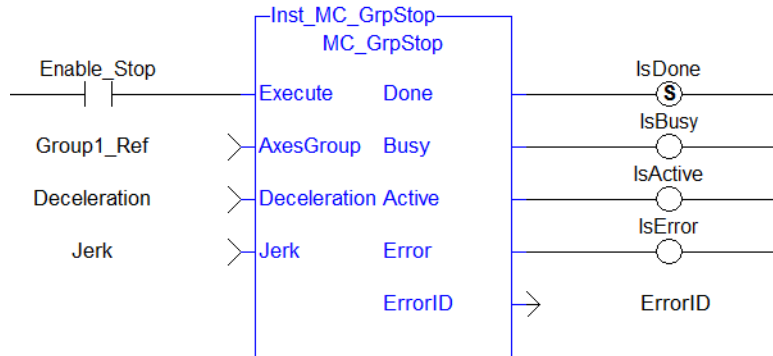 Inst_MC_GrpStop
MC_GrpStop
Enable_Stop
IsDone
Execute Done
S
IsBusy
Group1_Ref AxesGroup Busy
IsActive
Deceleration Deceleration Active
IsError
Jerk Jerk Error
ErrorID ErrorID